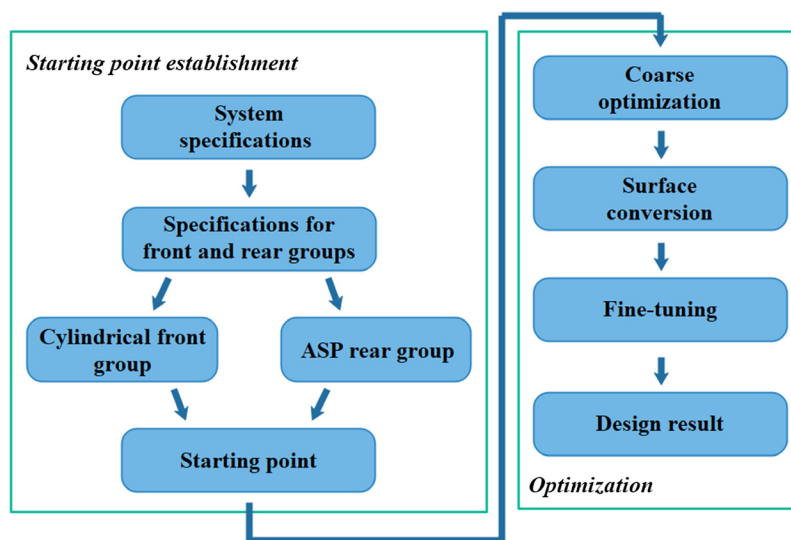 Starting point establishment
System
specifications
Specifications for
front and rear groups
Cylindrical front
group
ASP rear group
Starting point
Coarse
optimization
Surface
conversion
Fine-tuning
Design result
Optimization